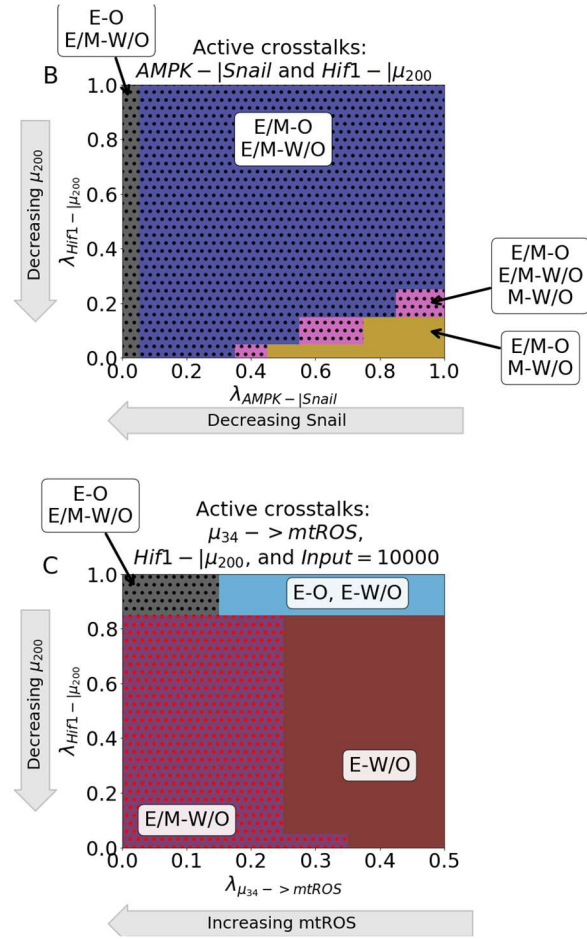 E-O
E/M-W/O
Active crosstalks:
AMPK-|Snail and Hif1-|μ200
B
1.0
0.8
0.6
0.4
0.2
0.0
λHif1-|μ200
Decreasing μ200
E/M-O
E/M-W/O
E/M-O
E/M-W/O
M-W/O
E/M-O
M-W/O
0.0 0.2 0.4 0.6 0.8 1.0
λAMPK-|Snail
Decreasing Snail
E-O
E/M-W/O
Active crosstalks:
μ34->mtROS,
Hif1-|μ200, and Input=10000
C
1.0
0.8
0.6
0.4
0.2
0.0
λHif1-|μ200
Decreasing μ200
E-O, E-W/O
E-W/O
E/M-W/O
0.0 0.1 0.2 0.3 0.4 0.5
λμ34->mtROS
Increasing mtROS